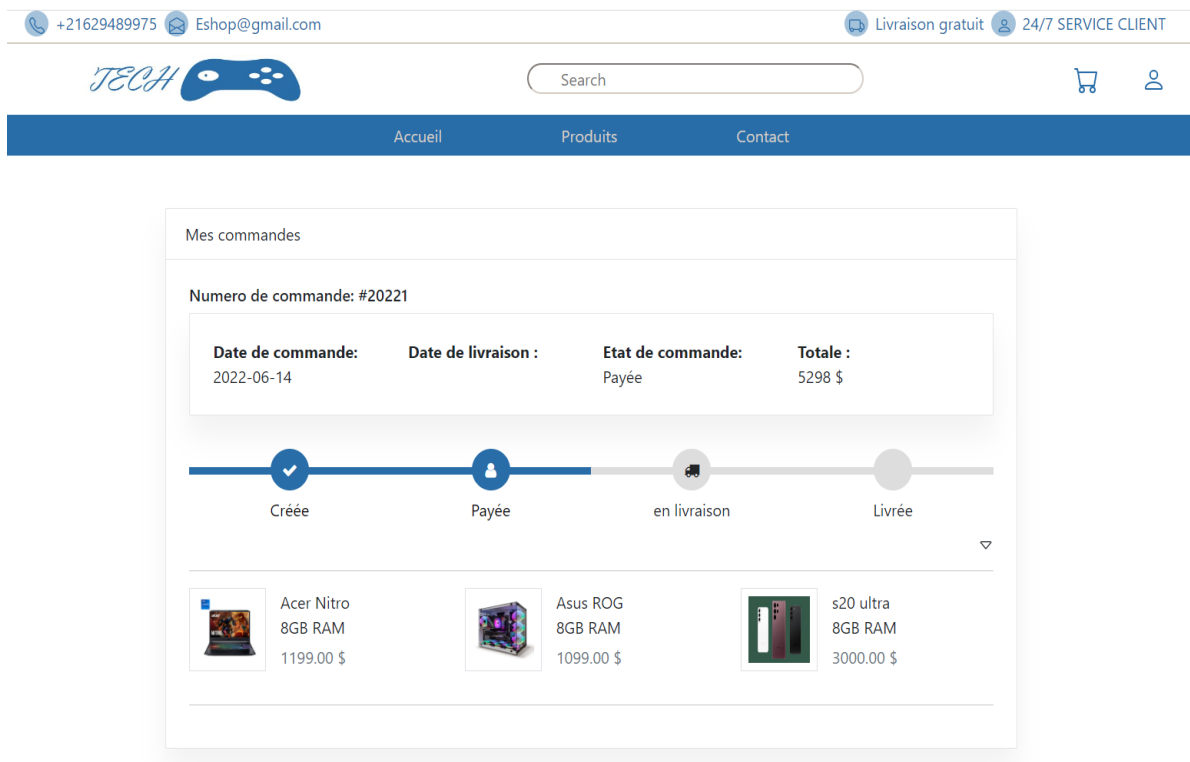 +21629489975 Eshop@gmail.com Livraison gratuit 24/7 SERVICE CLIENT
TECH
Search
Accueil Produits Contact
Mes commandes
Numero de commande: #20221
Date de commande: Date de livraison : Etat de commande: Totale :
2022-06-14 Payée 5298 $
Créée Payée en livraison Livrée
Acer Nitro Asus ROG s20 ultra
8GB RAM 8GB RAM 8GB RAM
1199.00 $ 1099.00 $ 3000.00 $